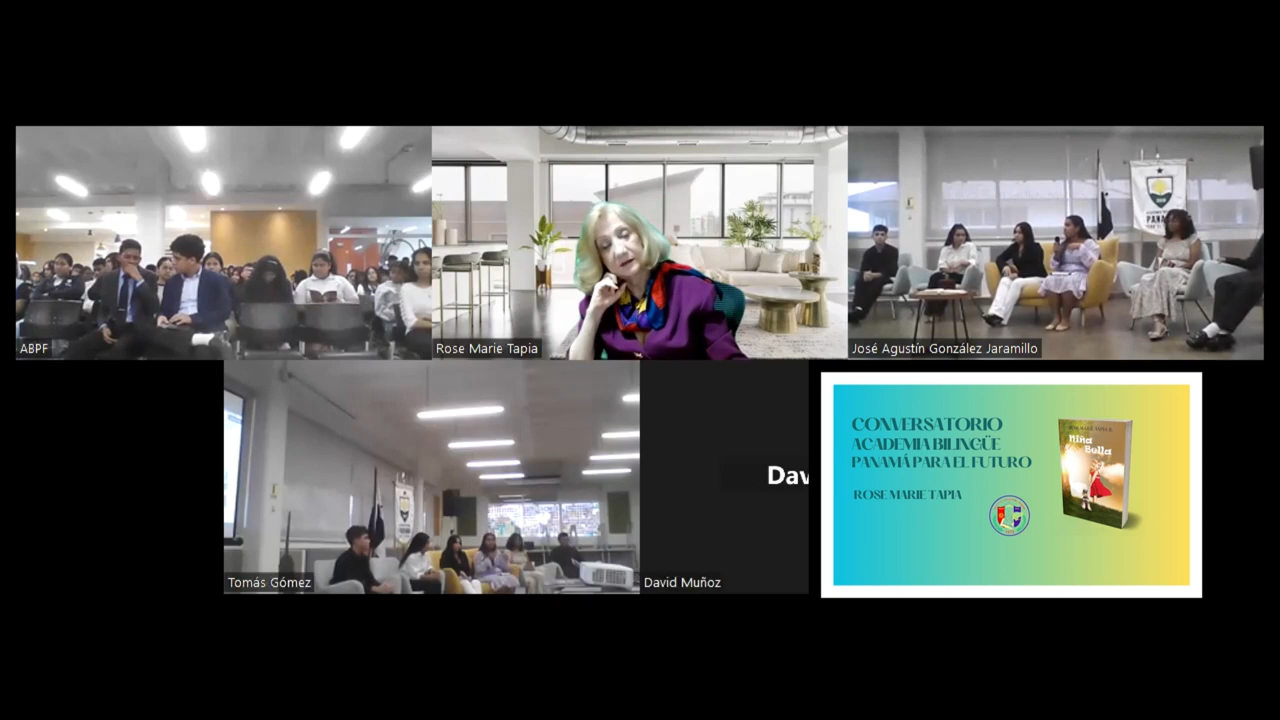 ABPF
Rose Marie Tapia
José Agustín González Jaramillo
PANAMÁ
Tomás Gómez
Dav
David Muñoz
CONVERSATORIO
ACADEMIA BILINGÜE
PANAMÁ PARA EL FUTURO
ROSE MARIE TAPIA
Niña
Bella